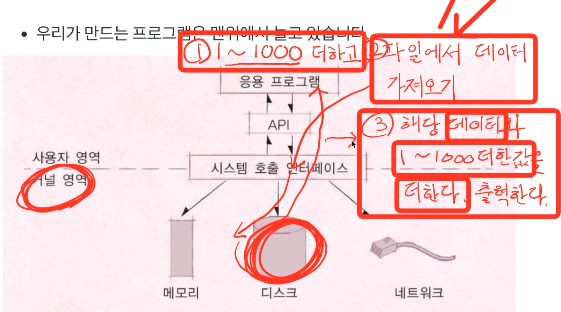 • 우리가 만드는 프로그램은 맨위에서 놀고 있습니다.
① 1~1000 더하고
② 파일에서 데이터
가져오기
응용 프로그램
API
③ 해당 데이터와
1~1000 더한값을
더한다. 출력한다.
사용자 영역
커널 영역
시스템 호출 인터페이스
메모리
디스크
네트워크